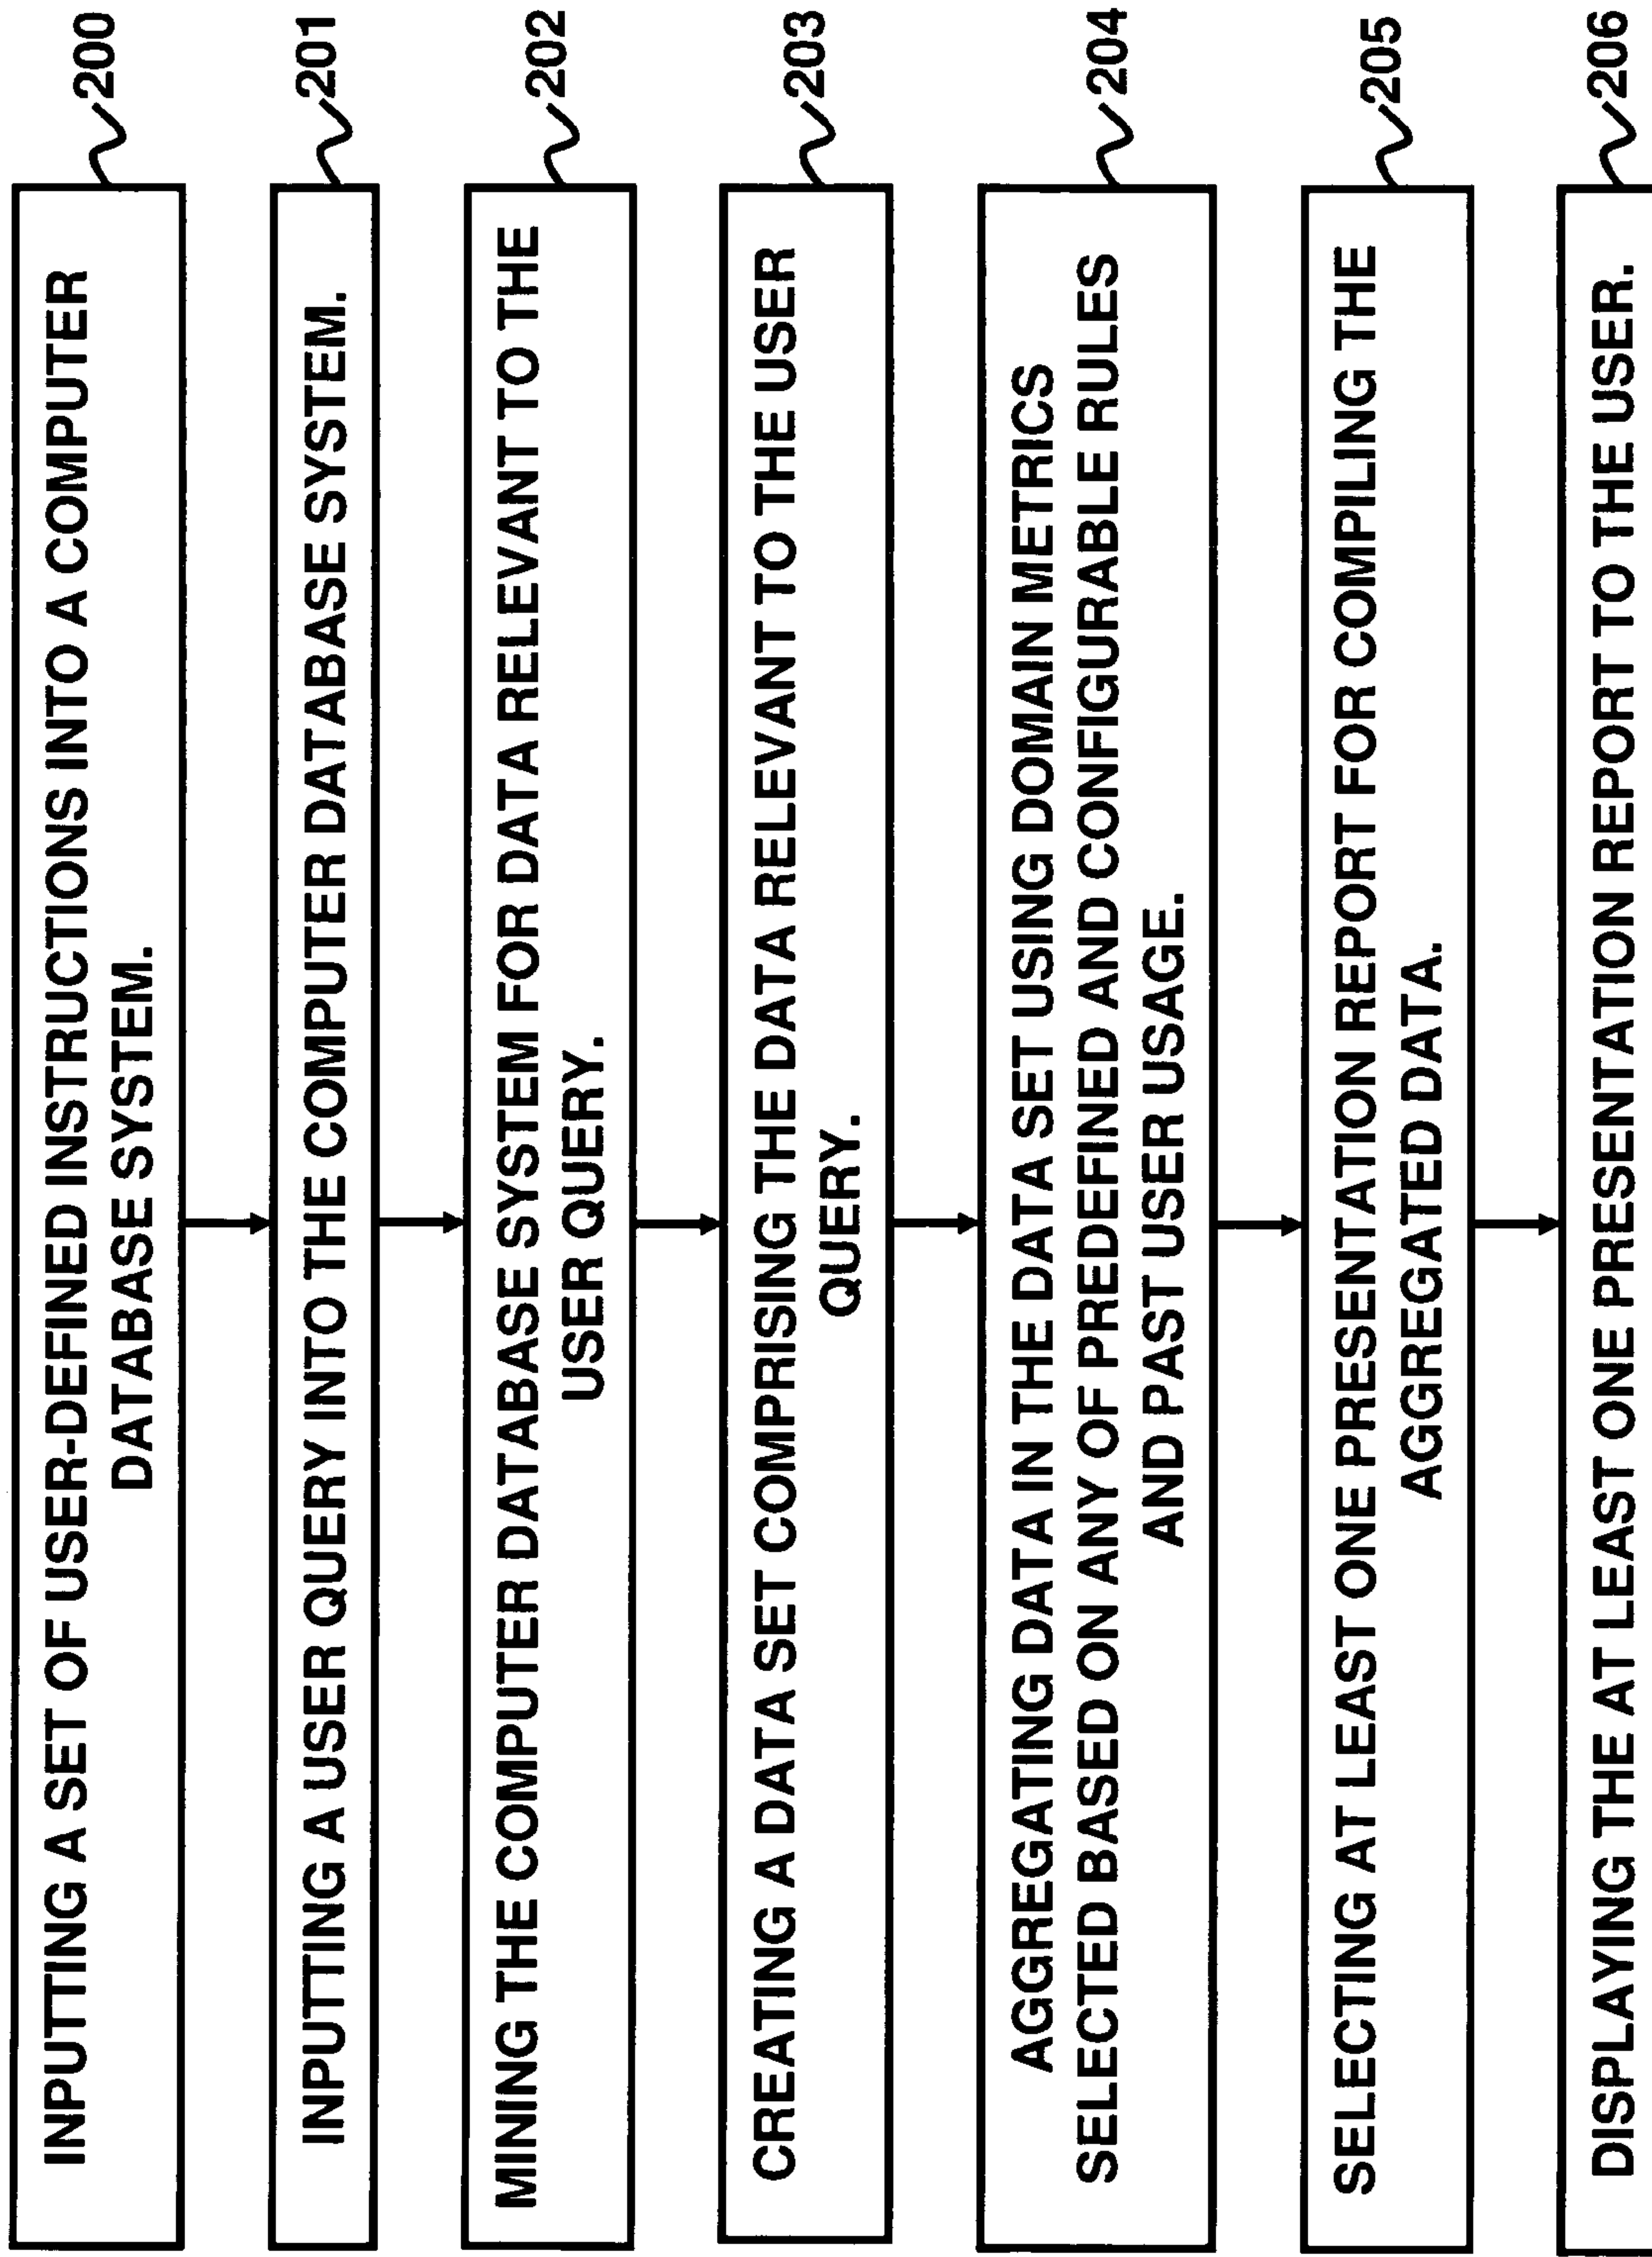 INPUTTING A SET OF USER-DEFINED INSTRUCTIONS INTO A COMPUTER
DATABASE SYSTEM.
200
INPUTTING A USER QUERY INTO THE COMPUTER DATABASE SYSTEM.
201
MINING THE COMPUTER DATABASE SYSTEM FOR DATA RELEVANT TO THE
USER QUERY.
202
CREATING A DATA SET COMPRISING THE DATA RELEVANT TO THE USER
QUERY.
203
AGGREGATING DATA IN THE DATA SET USING DOMAIN METRICS
SELECTED BASED ON ANY OF PREDEFINED AND CONFIGURABLE RULES
AND PAST USER USAGE.
204
SELECTING AT LEAST ONE PRESENTATION REPORT FOR COMPILING THE
AGGREGATED DATA.
205
DISPLAYING THE AT LEAST ONE PRESENTATION REPORT TO THE USER.
206